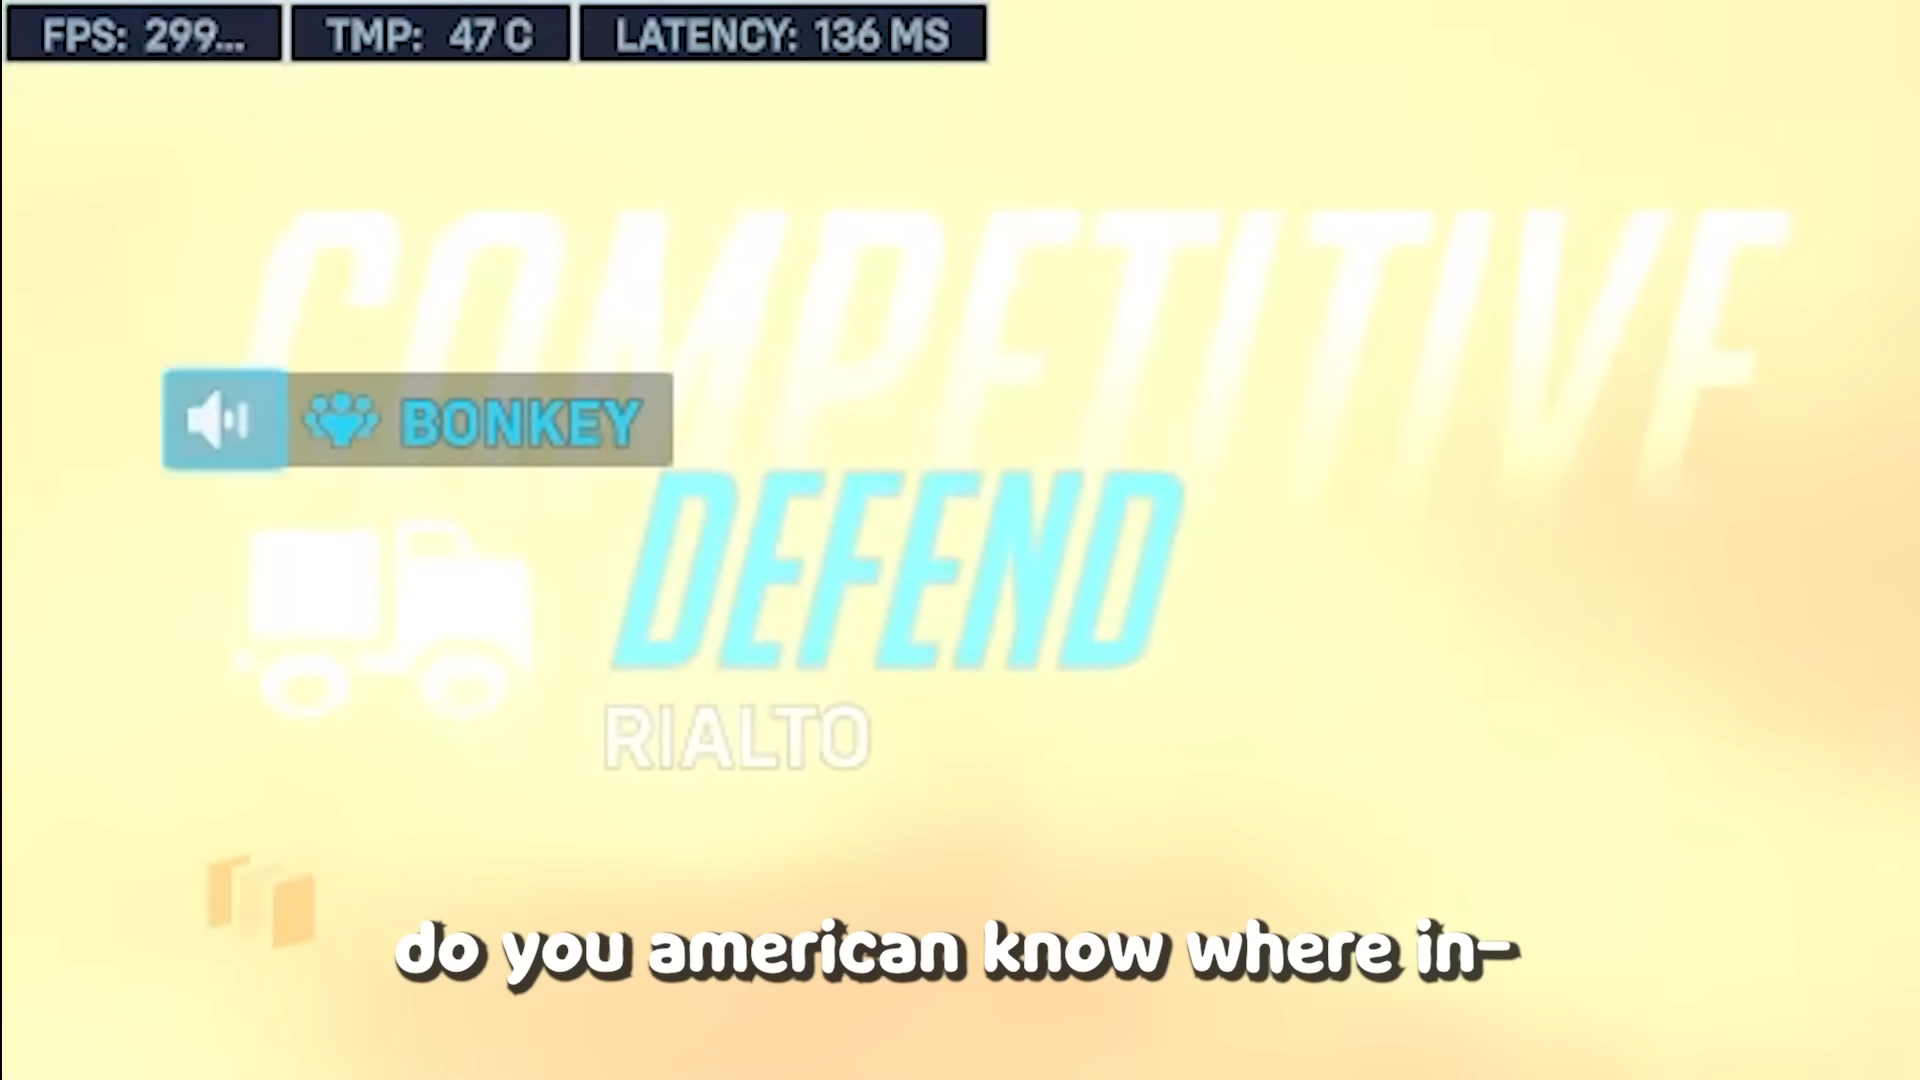 FPS: 299... TMP: 47 C LATENCY: 136 MS
COMPETITIVE
BONKEY
DEFEND
RIALTO
do you american know where in-